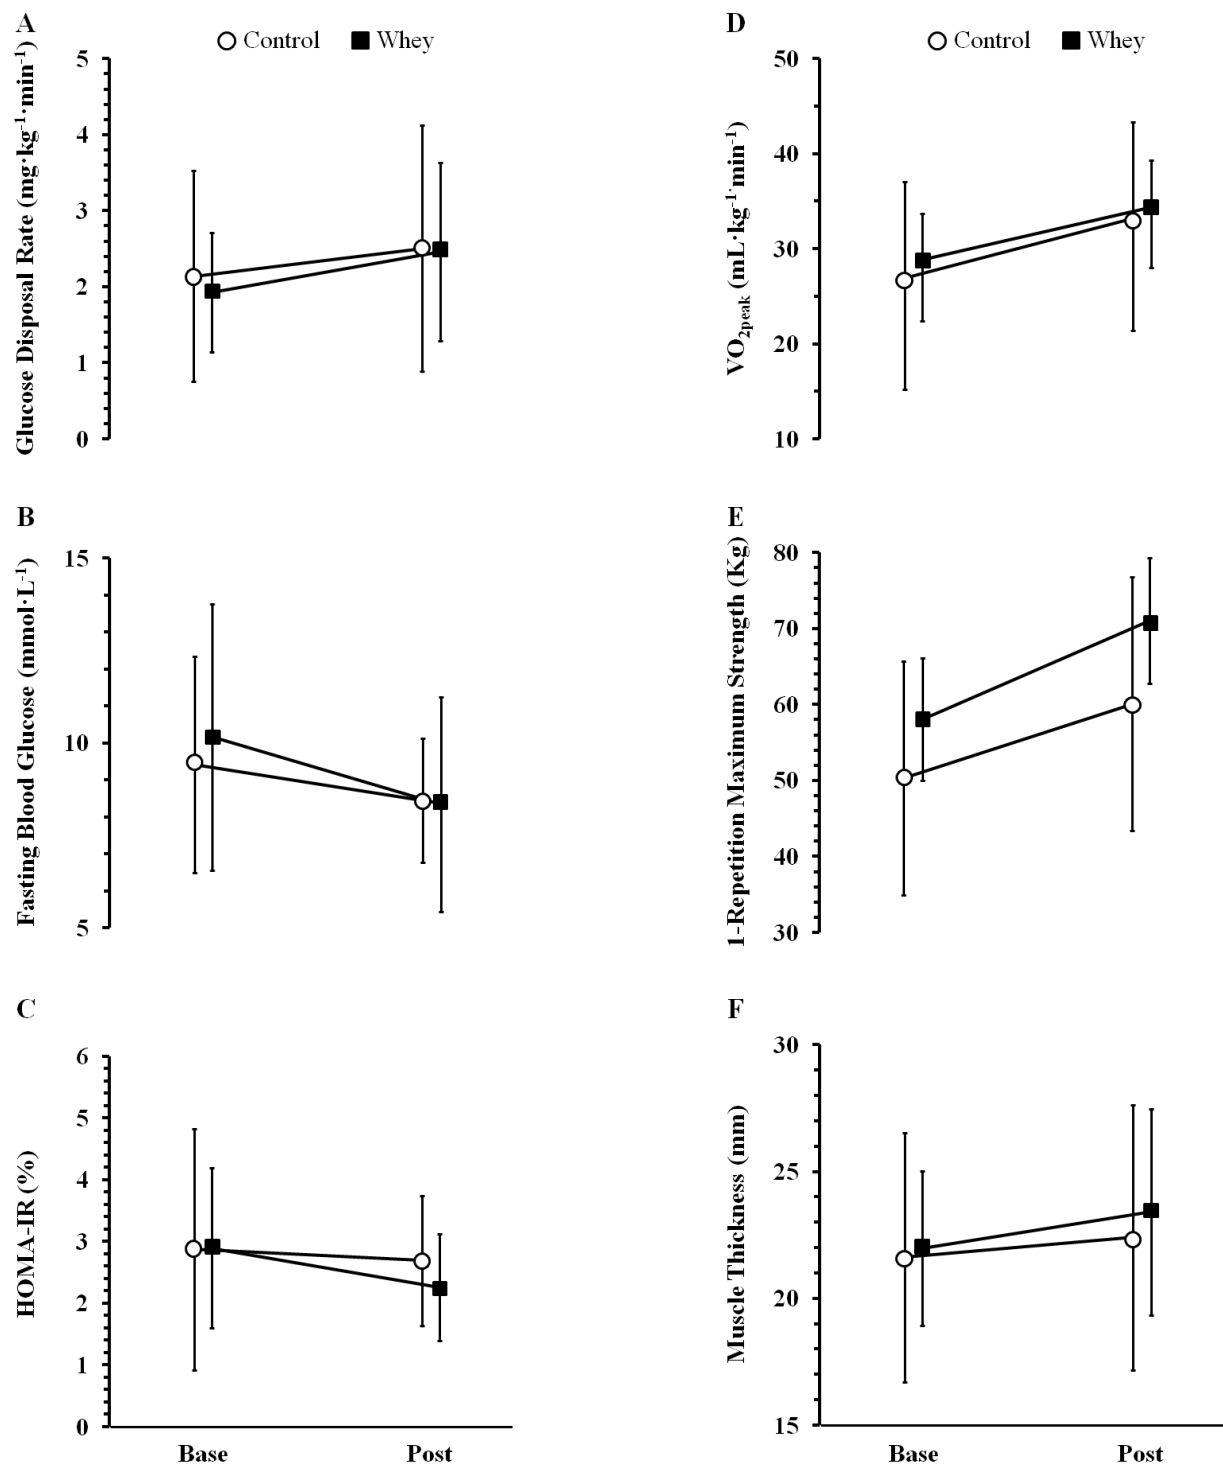 A
Control Whey
Glucose Disposal Rate (mg·kg⁻¹·min⁻¹)
5
4
3
2
1
0
B
Fasting Blood Glucose (mmol·L⁻¹)
15
10
5
C
HOMA-IR (%)
6
5
4
3
2
1
0
Base Post
D
Control Whey
VO₂peak (mL·kg⁻¹·min⁻¹)
50
40
30
20
10
E
1-Repetition Maximum Strength (Kg)
80
70
60
50
40
30
F
Muscle Thickness (mm)
30
25
20
15
Base Post